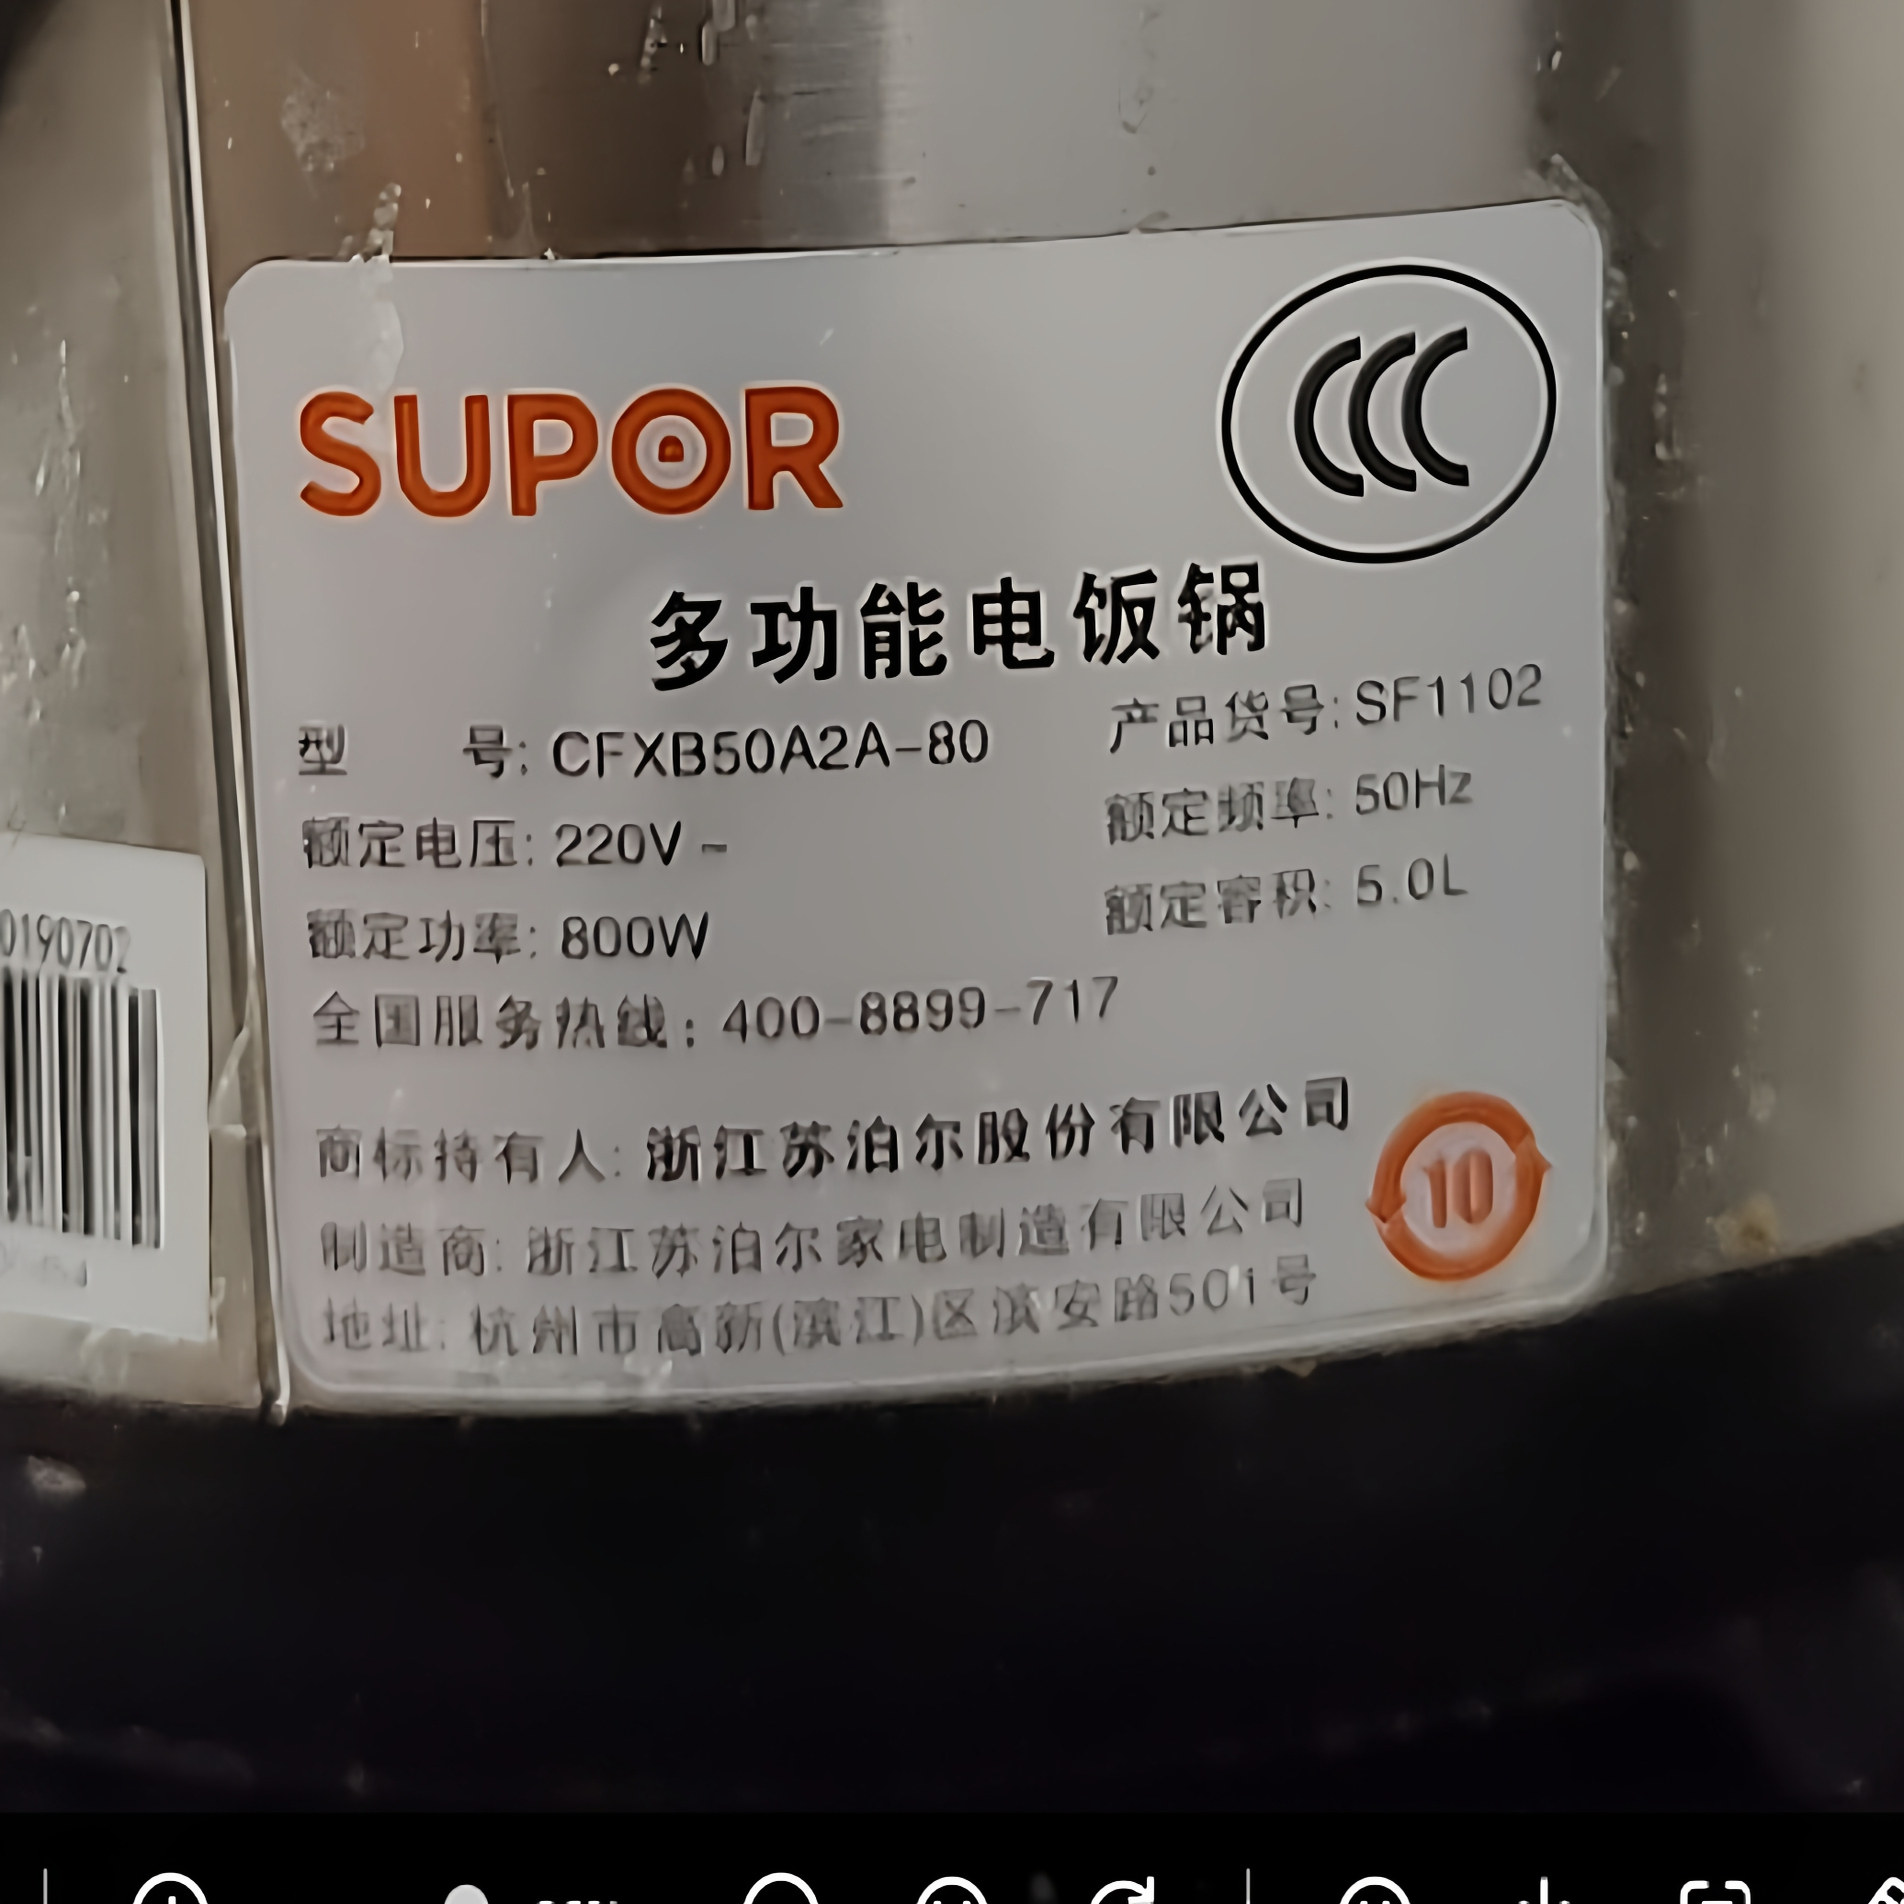 SUPOR
CCC
多功能电饭锅
型 号: CFXB50A2A-80
产品货号: SF1102
额定电压: 220V ~
额定频率: 50Hz
额定功率: 800W
额定容积: 5.0L
全国服务热线: 400-8899-717
商标持有人: 浙江苏泊尔股份有限公司
制造商: 浙江苏泊尔家电制造有限公司
地址: 杭州市高新(滨江)区滨安路501号
10
0190702